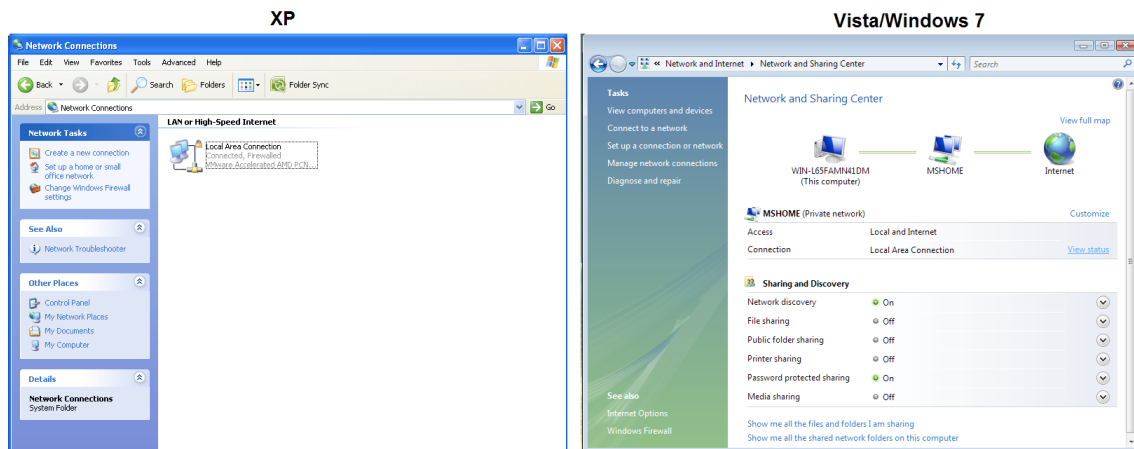 XP
Network Connections
File Edit View Favorites Tools Advanced Help
Back Search Folders Folder Sync
Address Network Connections Go
Network Tasks
Create a new connection
Set up a home or small
office network
Change Windows Firewall
settings
See Also
Network Troubleshooter
Other Places
Control Panel
My Network Places
My Documents
My Computer
Details
Network Connections
System Folder
LAN or High-Speed Internet
Local Area Connection
Connected, Firewalled
VMware Accelerated AMD PCN...
Vista/Windows 7
« Network and Internet Network and Sharing Center Search
Tasks
View computers and devices
Connect to a network
Set up a connection or network
Manage network connections
Diagnose and repair
See also
Internet Options
Windows Firewall
Network and Sharing Center
View full map
WIN-L65FAMN41DM MSHOME Internet
(This computer)
MSHOME (Private network) Customize
Access Local and Internet
Connection Local Area Connection View status
Sharing and Discovery
Network discovery On
File sharing Off
Public folder sharing Off
Printer sharing Off
Password protected sharing On
Media sharing Off
Show me all the files and folders I am sharing
Show me all the shared network folders on this computer